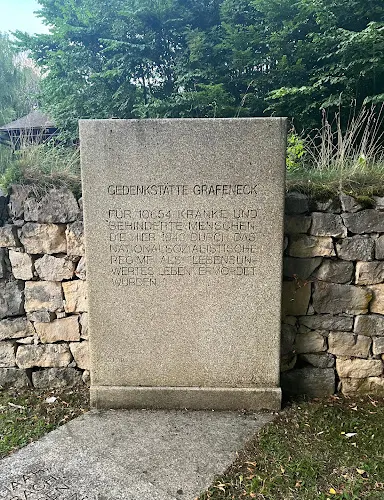 GEDENKSTÄTTE GRAFENECK
FÜR 10654 KRANKE UND
BEHINDERTE MENSCHEN,
DIE HIER 1940 DURCH DAS
NATIONALSOZIALISTISCHE
REGIME ALS "LEBENSUN-
WERTES LEBEN" ERMORDET
WURDEN